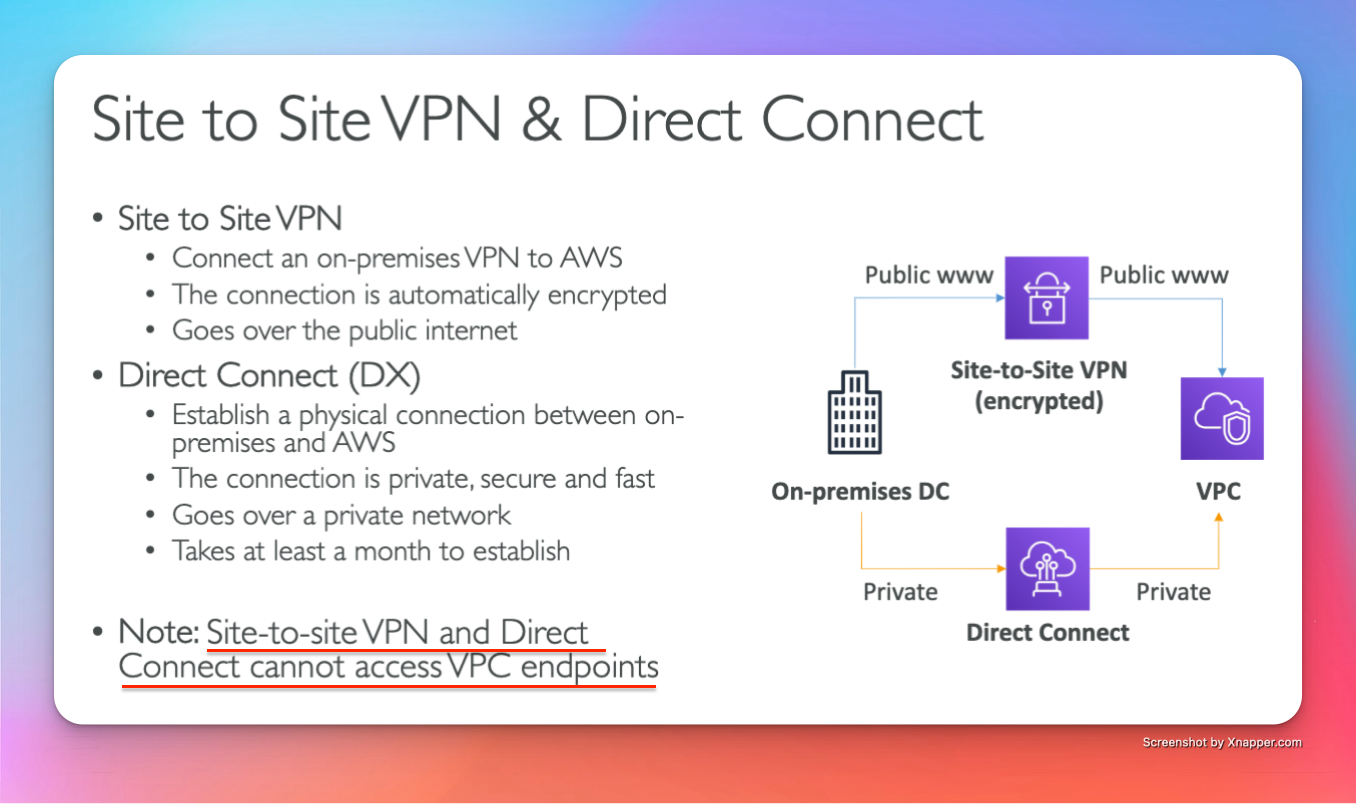 Site to Site VPN & Direct Connect
• Site to Site VPN
• Connect an on-premises VPN to AWS
• The connection is automatically encrypted
• Goes over the public internet
• Direct Connect (DX)
• Establish a physical connection between on-
premises and AWS
• The connection is private, secure and fast
• Goes over a private network
• Takes at least a month to establish
• Note: Site-to-site VPN and Direct
Connect cannot access VPC endpoints
Public www
Public www
Site-to-Site VPN
(encrypted)
On-premises DC
VPC
Private
Private
Direct Connect
Screenshot by Xnapper.com